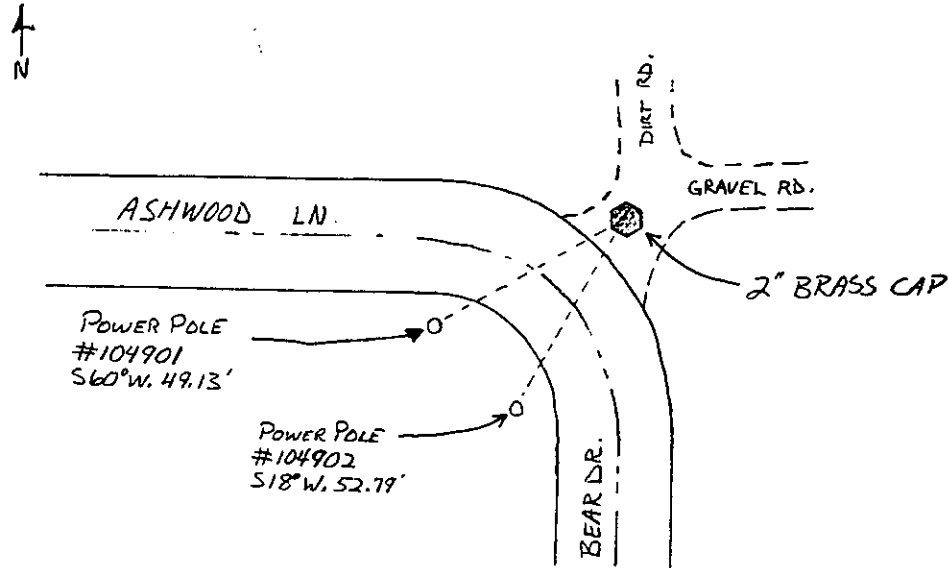 N
DIRT RD.
GRAVEL RD.
ASHWOOD LN.
2" BRASS CAP
POWER POLE
#104901
S60°W. 49.13'
POWER POLE
#104902
S18°W. 52.79'
BEAR DR.